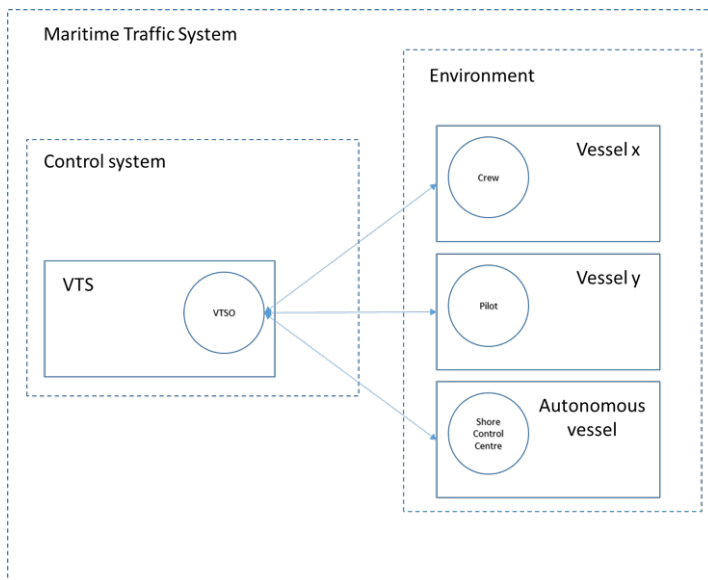 Maritime Traffic System
Environment
Control system
VTS
VTSO
Vessel x
Crew
Vessel y
Pilot
Autonomous
vessel
Shore
Control
Centre